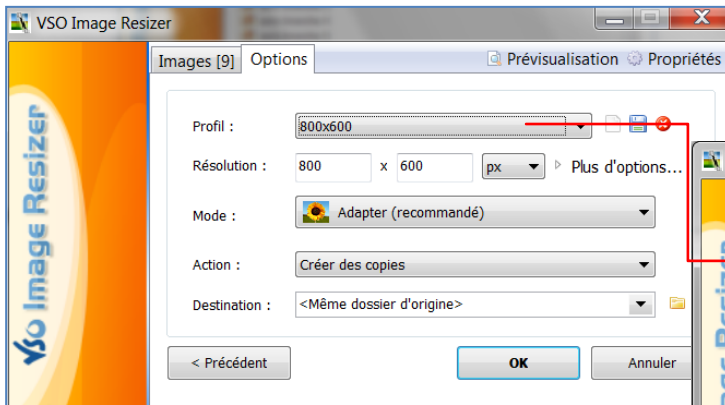 VSO Image Resizer
Images [9] Options Prévisualisation Propriétés
Profil : 800x600
Résolution : 800 x 600 px Plus d'options...
Mode : Adapter (recommandé)
Action : Créer des copies
Destination : <Même dossier d'origine>
< Précédent OK Annuler
VSO Image Resizer